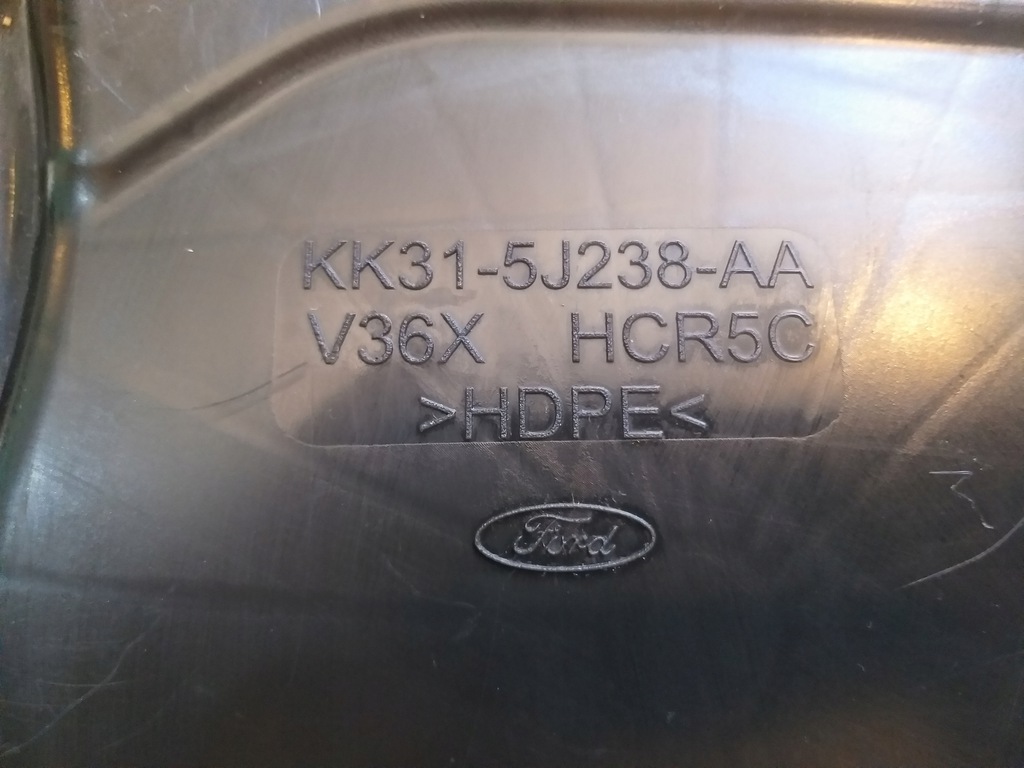 KK31-5J238-AA
V36X HCR5C
>HDPE<
Ford